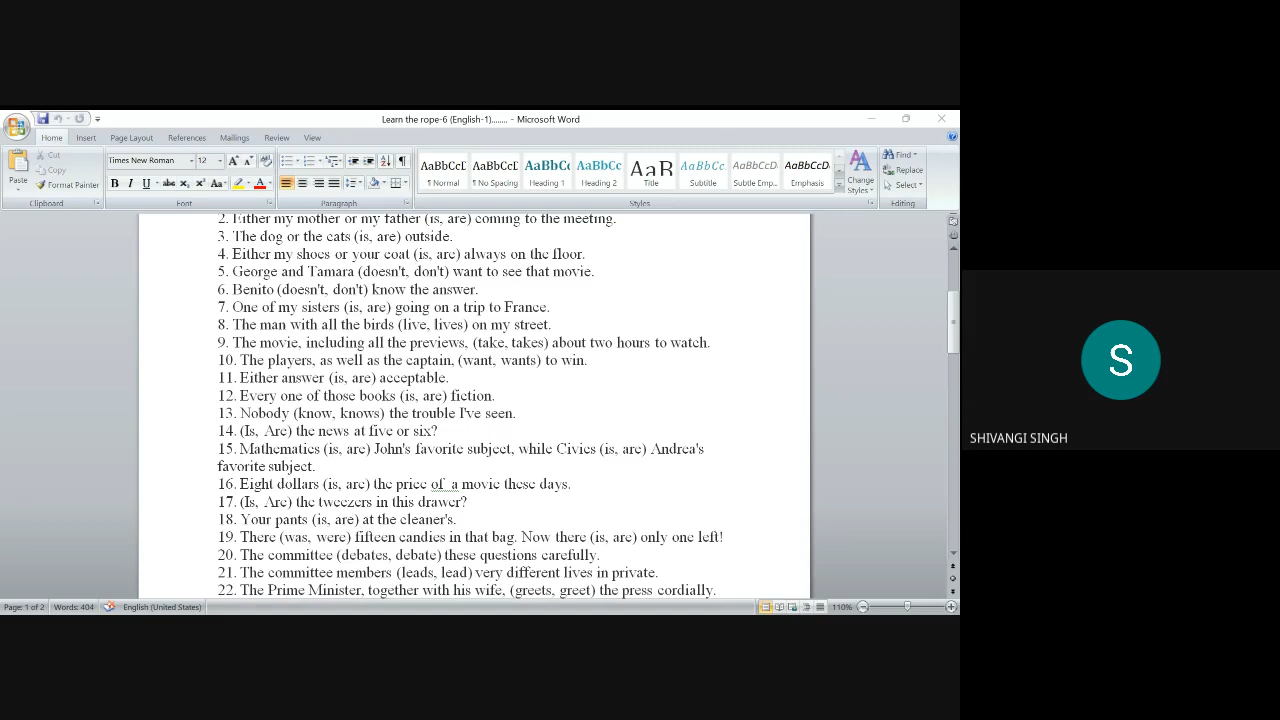 Learn the rope-6 (English-1)........ - Microsoft Word
Home Insert Page Layout References Mailings Review View
Cut
Copy
Format Painter
Paste
Times New Roman 12
AaBbCcD AaBbCcD AaBbCc AaBbCc AaB AaBbCc. AaBbCcD AaBbCcD
¶ Normal ¶ No Spacing Heading 1 Heading 2 Title Subtitle Subtle Emp... Emphasis
Change Styles
Find
Replace
Select
Clipboard Font Paragraph Styles Editing
2. Either my mother or my father (is, are) coming to the meeting.
3. The dog or the cats (is, are) outside.
4. Either my shoes or your coat (is, are) always on the floor.
5. George and Tamara (doesn't, don't) want to see that movie.
6. Benito (doesn't, don't) know the answer.
7. One of my sisters (is, are) going on a trip to France.
8. The man with all the birds (live, lives) on my street.
9. The movie, including all the previews, (take, takes) about two hours to watch.
10. The players, as well as the captain, (want, wants) to win.
11. Either answer (is, are) acceptable.
12. Every one of those books (is, are) fiction.
13. Nobody (know, knows) the trouble I've seen.
14. (Is, Are) the news at five or six?
15. Mathematics (is, are) John's favorite subject, while Civics (is, are) Andrea's
favorite subject.
16. Eight dollars (is, are) the price of a movie these days.
17. (Is, Are) the tweezers in this drawer?
18. Your pants (is, are) at the cleaner's.
19. There (was, were) fifteen candies in that bag. Now there (is, are) only one left!
20. The committee (debates, debate) these questions carefully.
21. The committee members (leads, lead) very different lives in private.
22. The Prime Minister, together with his wife, (greets, greet) the press cordially.
Page: 1 of 2 Words: 404 English (United States) 110%
S
SHIVANGI SINGH